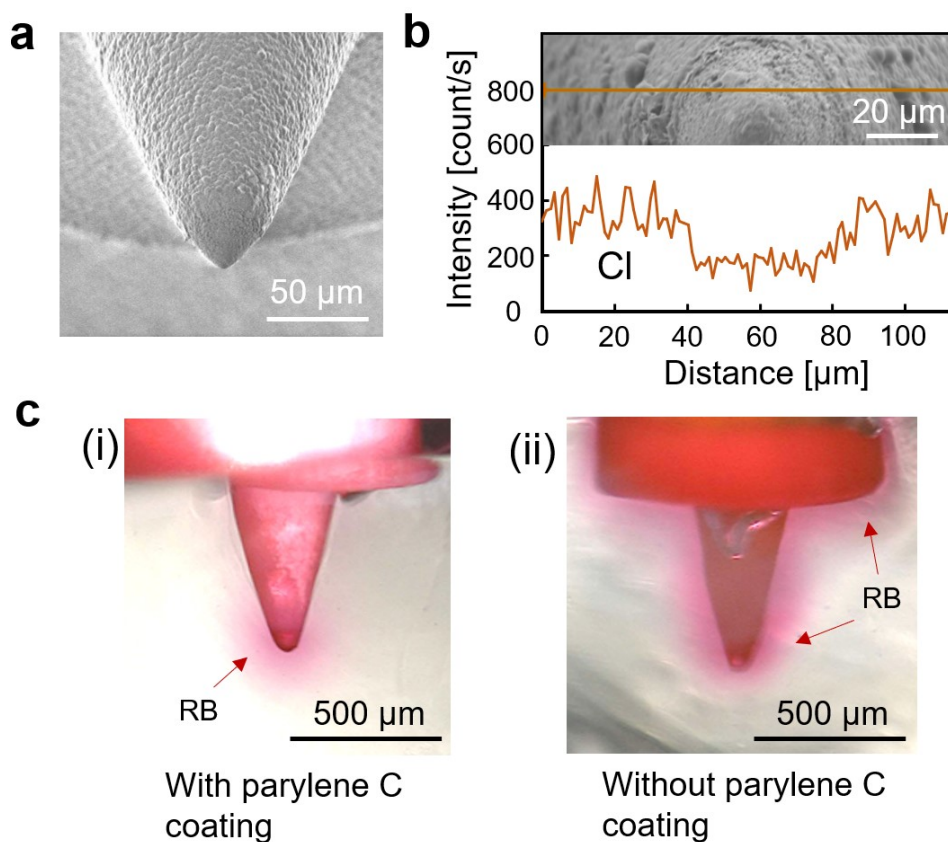 a
50 µm
b
Intensity [count/s]
800
600
400
200
0
20 µm
Cl
0 20 40 60 80 100
Distance [µm]
c
(i)
RB
500 µm
With parylene C
coating
(ii)
RB
500 µm
Without parylene C
coating